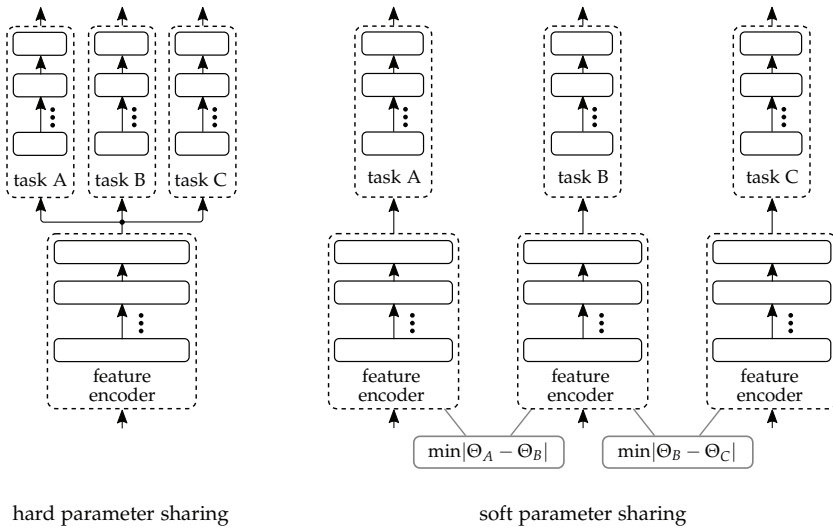 task A
task B
task C
task A
task B
task C
feature
encoder
feature
encoder
feature
encoder
feature
encoder
min|Θ_A − Θ_B|
min|Θ_B − Θ_C|
hard parameter sharing
soft parameter sharing